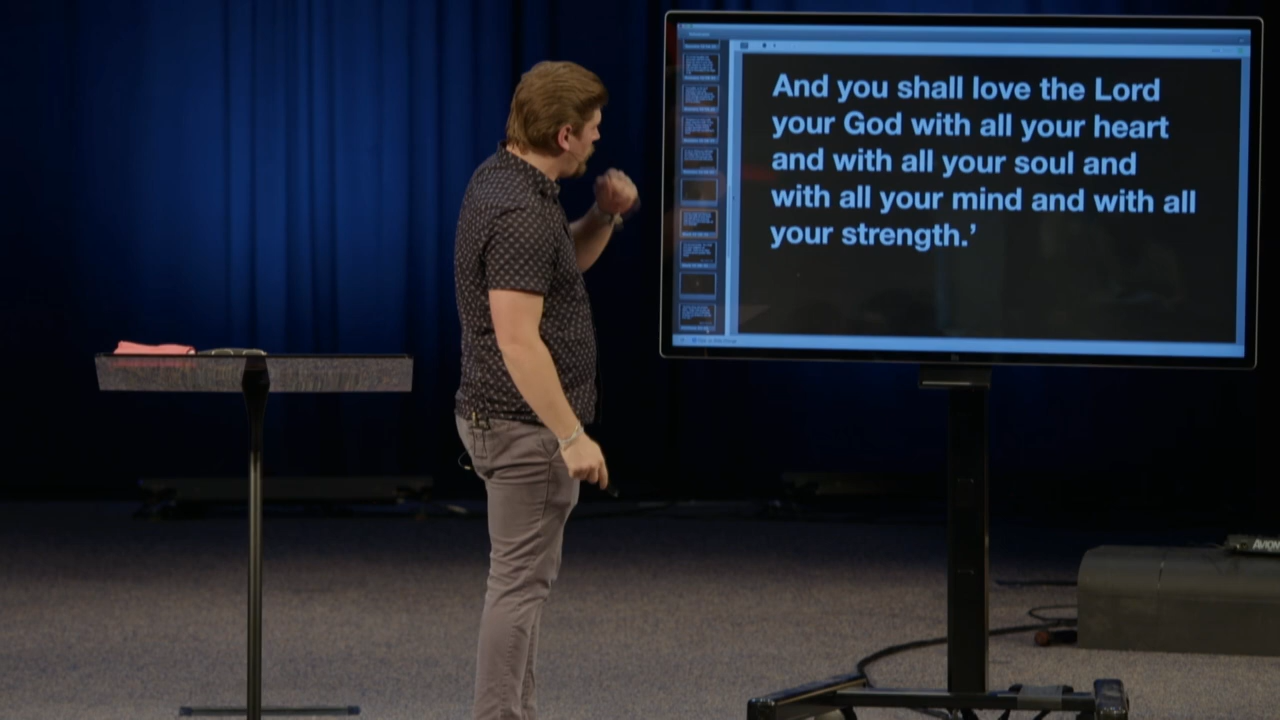 And you shall love the Lord
your God with all your heart
and with all your soul and
with all your mind and with all
your strength.’